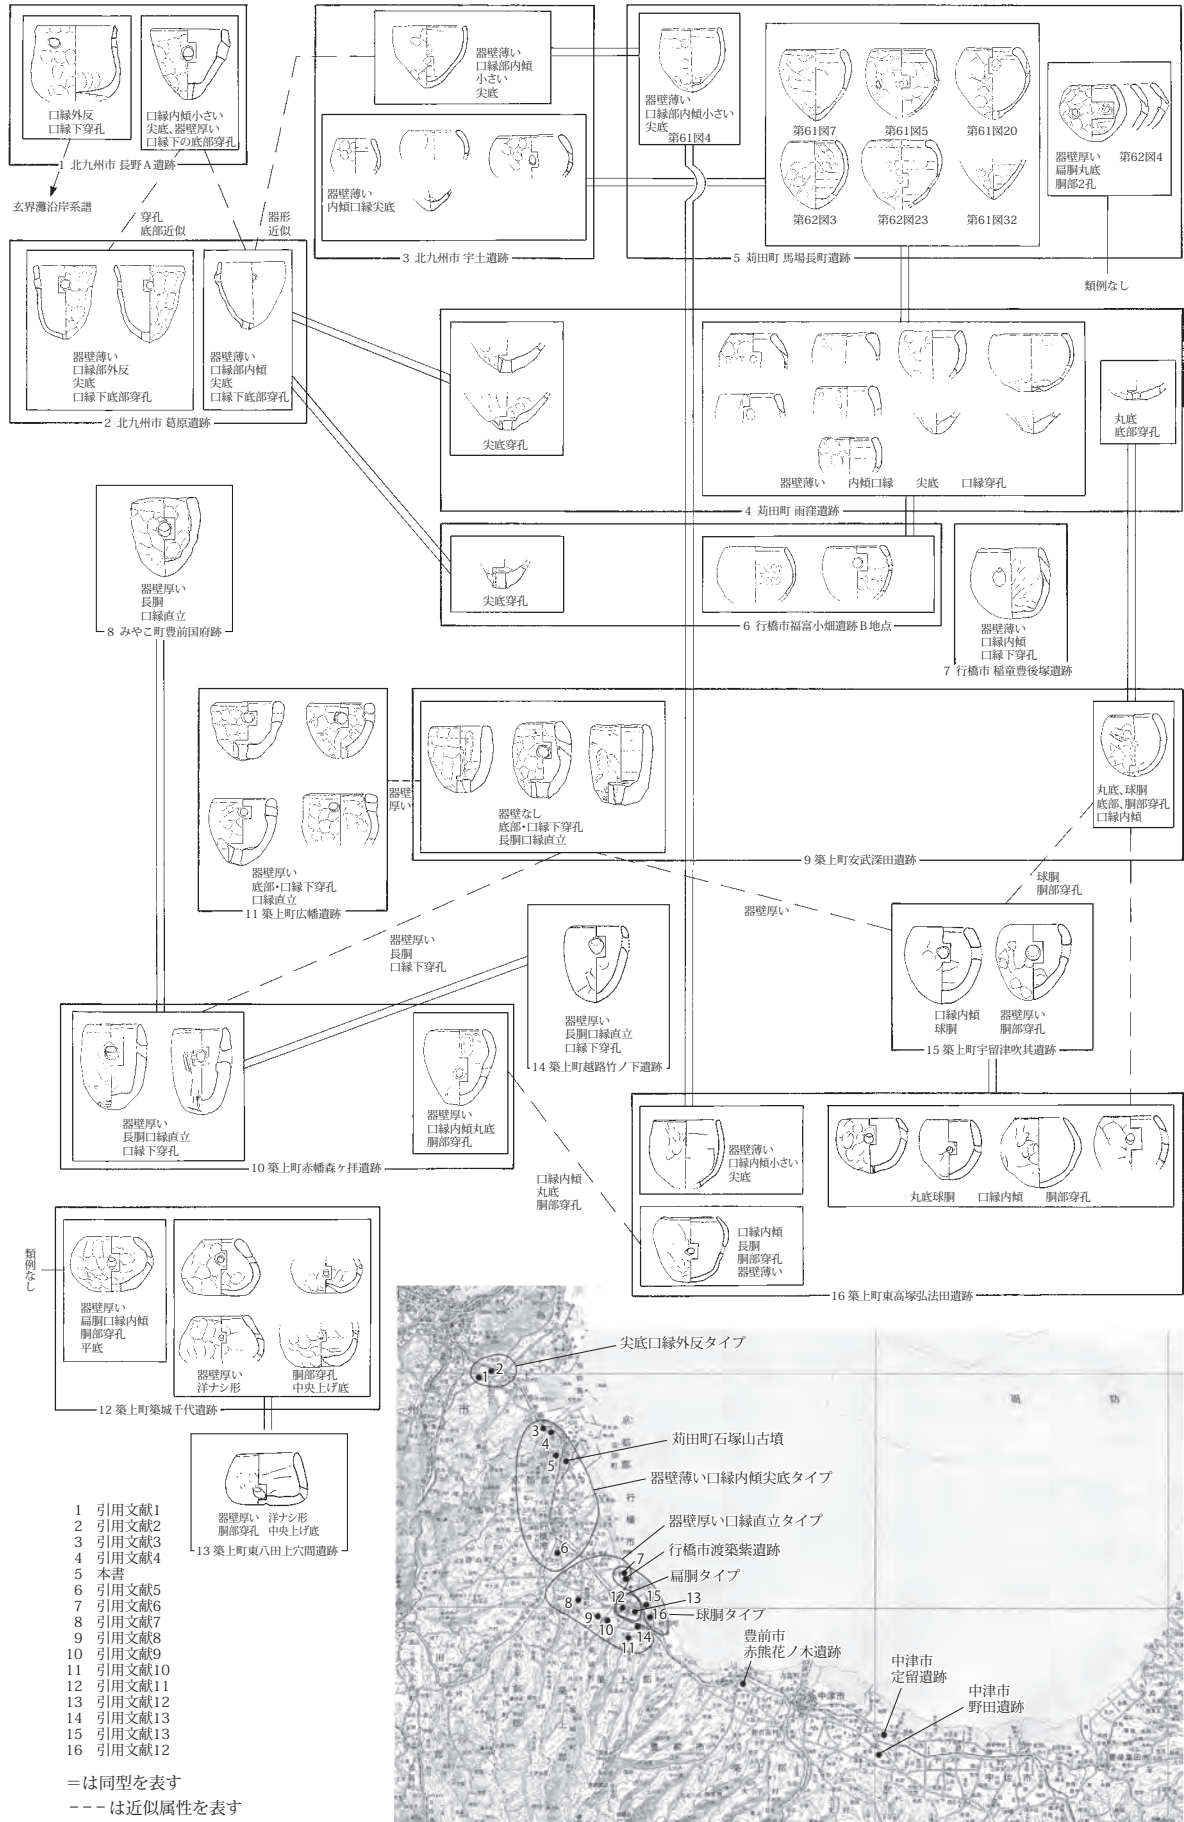 口縁外反
口縁下穿孔
口縁内傾小さい
尖底、器壁厚い
口縁下の底部穿孔
1 北九州市 長野A遺跡
玄界灘沿岸系譜
穿孔
底部近似
器形
近似
器壁薄い
口縁部外反
尖底
口縁下底部穿孔
器壁薄い
口縁部内傾
尖底
口縁下底部穿孔
2 北九州市 葛原遺跡
器壁薄い
口縁部内傾
小さい
尖底
器壁薄い
内傾口縁尖底
3 北九州市 宇土遺跡
器壁薄い
口縁部内傾小さい
尖底
第61図4
第61図7
第61図5
第61図20
第62図3
第62図23
第61図32
器壁厚い
扁胴丸底
胴部2孔
第62図4
5 苅田町 馬場長町遺跡
類例なし
尖底穿孔
器壁薄い 内傾口縁 尖底 口縁穿孔
丸底
底部穿孔
4 苅田町 雨窪遺跡
尖底穿孔
6 行橋市福富小畑遺跡B地点
器壁薄い
口縁内傾
口縁下穿孔
7 行橋市 稲童豊後塚遺跡
器壁厚い
長胴
口縁直立
8 みやこ町豊前国府跡
器壁厚い
底部・口縁下穿孔
口縁直立
11 築上町広幡遺跡
器壁
厚い
器壁なし
底部・口縁下穿孔
長胴口縁直立
丸底、球胴
底部、胴部穿孔
口縁内傾
9 築上町安武深田遺跡
球胴
胴部穿孔
器壁厚い
器壁厚い
長胴
口縁下穿孔
器壁厚い
長胴口縁直立
口縁下穿孔
14 築上町越路竹ノ下遺跡
口縁内傾
球胴
器壁厚い
胴部穿孔
15 築上町宇留津吹其遺跡
器壁厚い
長胴口縁直立
口縁下穿孔
器壁厚い
口縁内傾丸底
胴部穿孔
10 築上町赤幡森ヶ拝遺跡
口縁内傾
丸底
胴部穿孔
器壁薄い
口縁内傾小さい
尖底
丸底球胴 口縁内傾 胴部穿孔
口縁内傾
長胴
胴部穿孔
器壁薄い
16 築上町東高塚弘法田遺跡
類例なし
器壁厚い
扁胴口縁内傾
胴部穿孔
平底
器壁厚い
洋ナシ形
胴部穿孔
中央上げ底
12 築上町築城千代遺跡
器壁厚い 洋ナシ形
胴部穿孔 中央上げ底
13 築上町東八田上穴間遺跡
1 引用文献1
2 引用文献2
3 引用文献3
4 引用文献4
5 本書
6 引用文献5
7 引用文献6
8 引用文献7
9 引用文献8
10 引用文献9
11 引用文献10
12 引用文献11
13 引用文献12
14 引用文献13
15 引用文献13
16 引用文献12
=は同型を表す
---は近似属性を表す
尖底口縁外反タイプ
1
2
3
4
苅田町石塚山古墳
5
器壁薄い口縁内傾尖底タイプ
器壁厚い口縁直立タイプ
6
7
行橋市渡築紫遺跡
扁胴タイプ
8
12
15
13
9
16
球胴タイプ
10
14
11
豊前市
赤熊花ノ木遺跡
中津市
定留遺跡
中津市
野田遺跡
中津市